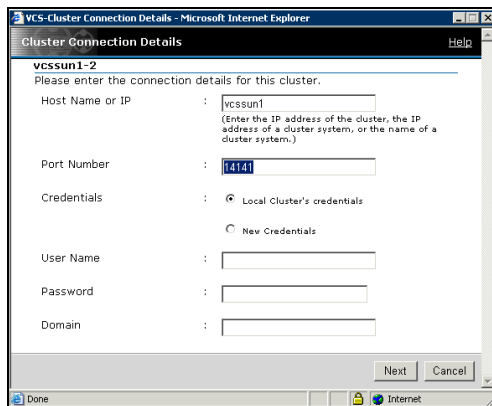 VCS-Cluster Connection Details - Microsoft Internet Explorer
Cluster Connection Details
Help
vcssun1-2
Please enter the connection details for this cluster.
Host Name or IP : vcssun1
(Enter the IP address of the cluster, the IP
address of a cluster system, or the name of a
cluster system.)
Port Number : 14141
Credentials : Local Cluster's credentials
New Credentials
User Name :
Password :
Domain :
Next Cancel
Done Internet